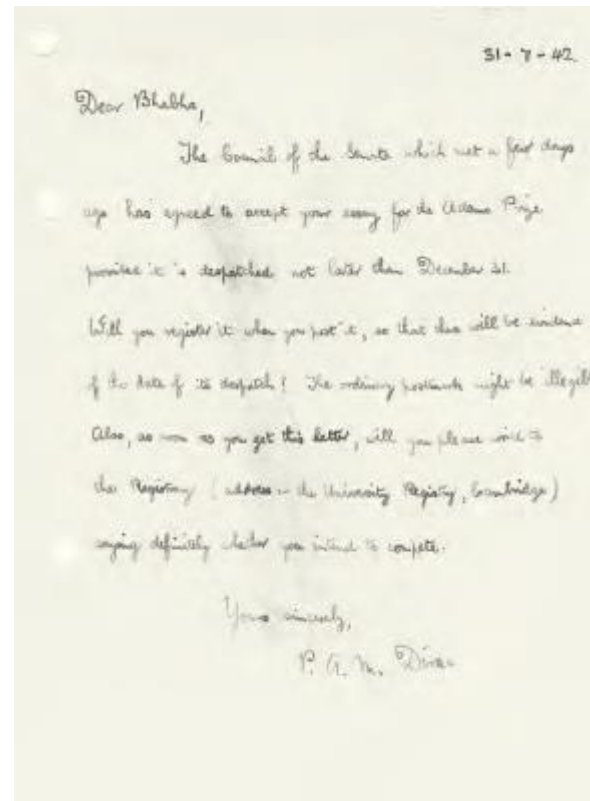 31-7-42
Dear Bhabha,
The Council of the Senate which met a few days
ago has agreed to accept your essay for the Adams Prize
provided it is despatched not later than December 31.
Will you register it when you post it, so that there will be evidence
of the date of its despatch? The ordinary postmark might be illegible
Also, as soon as you get this letter, will you please write to
the Registrary (address - the University Registry, Cambridge)
saying definitely whether you intend to compete.
Yours sincerely,
P. A. M. Dirac